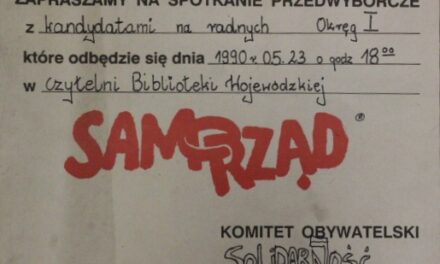 ZAPRASZAMY NA SPOTKANIE PRZEDWYBORCZE
z kandydatami na radnych Okręg I
które odbędzie się dnia 1990 r. 05.23 o godz 18⁰⁰
w czytelni Biblioteki Wojewódzkiej
SAMORZĄD ®
KOMITET OBYWATELSKI
SOLIDARNOŚĆ